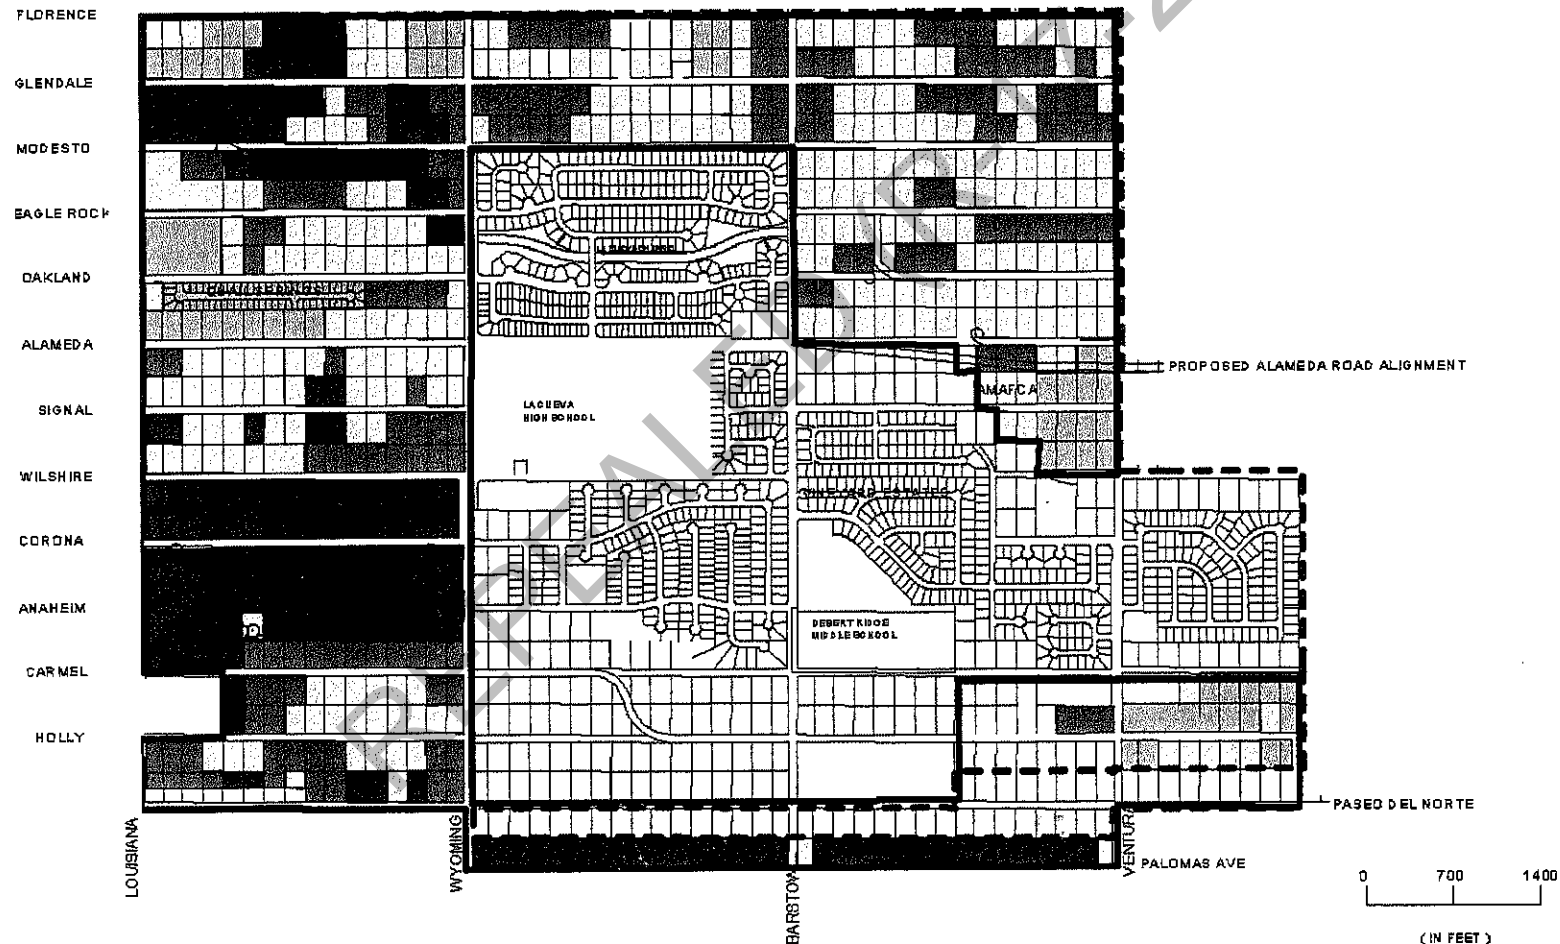 FLORENCE
GLENDALE
MODESTO
EAGLE ROCK
OAKLAND
ALAMEDA
PROPOSED ALAMEDA ROAD ALIGNMENT
AMAFCA
LA CUEVA
HIGH SCHOOL
SIGNAL
WILSHIRE
VINEYARD ESTATES
CORONA
ANAHEIM
DESERT RIDGE
MIDDLE SCHOOL
CARMEL
HOLLY
PASEO DEL NORTE
LOUISIANA
WYOMING
BARSTOW
VENTURA
PALOMAS AVE
0 700 1400
( IN FEET )